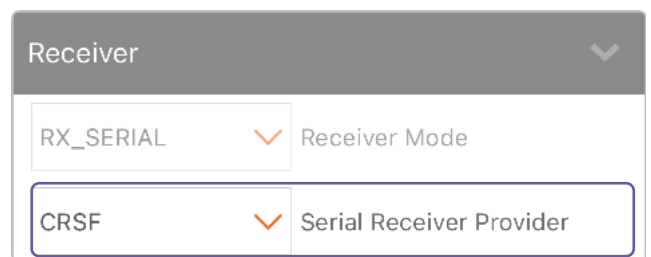 Receiver
RX_SERIAL Receiver Mode
CRSF Serial Receiver Provider